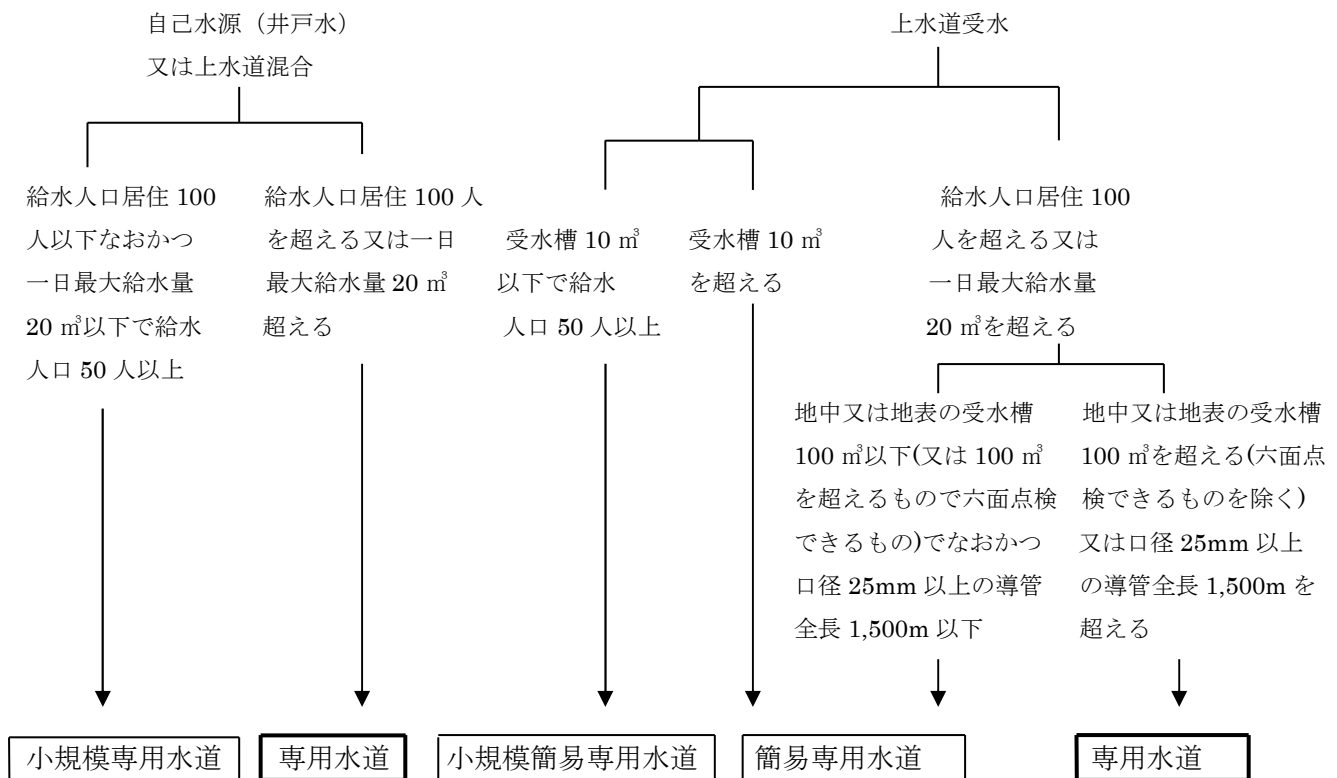 自己水源（井戸水）
又は上水道混合
上水道受水
給水人口居住 100
人以下なおかつ
一日最大給水量
20 ㎥以下で給水
人口 50 人以上
給水人口居住 100 人
を超える又は一日
最大給水量 20 ㎥
超える
受水槽 10 ㎥
以下で給水
人口 50 人以上
受水槽 10 ㎥
を超える
給水人口居住 100
人を超える又は
一日最大給水量
20 ㎥を超える
地中又は地表の受水槽
100 ㎥以下(又は 100 ㎥
を超えるもので六面点検
できるもの)でなおかつ
口径 25mm 以上の導管
全長 1,500m 以下
地中又は地表の受水槽
100 ㎥を超える(六面点
検できるものを除く)
又は口径 25mm 以上
の導管全長 1,500m を
超える
小規模専用水道
専用水道
小規模簡易専用水道
簡易専用水道
専用水道